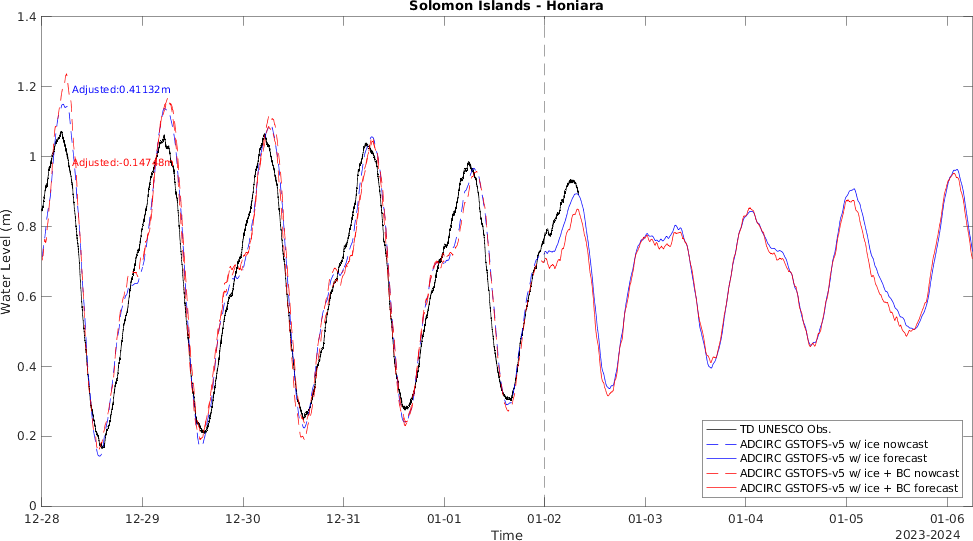 Solomon Islands - Honiara
1.4
1.2
1
0.8
0.6
0.4
0.2
0
Water Level (m)
Adjusted:0.41132m
Adjusted:-0.14748m
12-28
12-29
12-30
12-31
01-01
01-02
01-03
01-04
01-05
01-06
Time
2023-2024
TD UNESCO Obs.
ADCIRC GSTOFS-v5 w/ ice nowcast
ADCIRC GSTOFS-v5 w/ ice forecast
ADCIRC GSTOFS-v5 w/ ice + BC nowcast
ADCIRC GSTOFS-v5 w/ ice + BC forecast